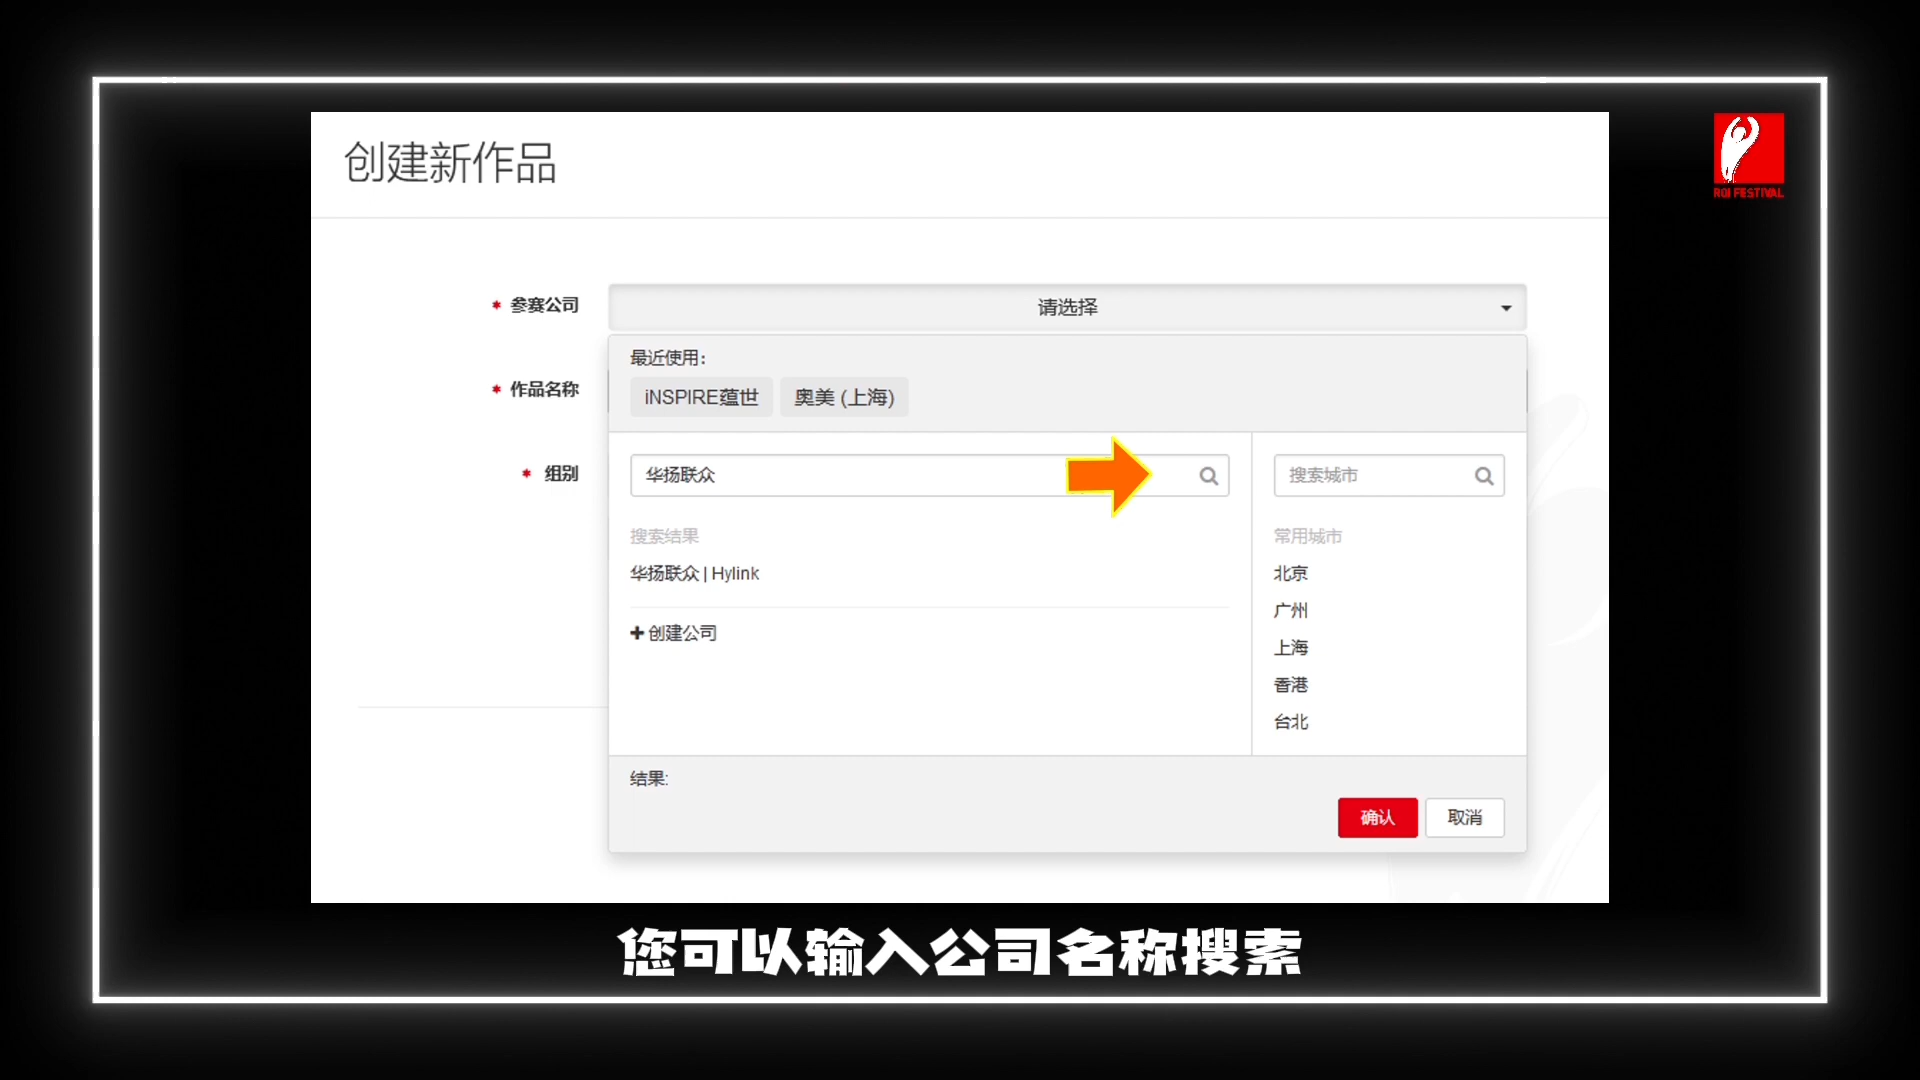 创建新作品
ROI FESTIVAL
* 参赛公司
请选择
最近使用:
iNSPIRE蕴世
奥美 (上海)
* 作品名称
* 组别
华扬联众
搜索城市
搜索结果
华扬联众 | Hylink
+ 创建公司
常用城市
北京
广州
上海
香港
台北
结果:
确认
取消
您可以输入公司名称搜索